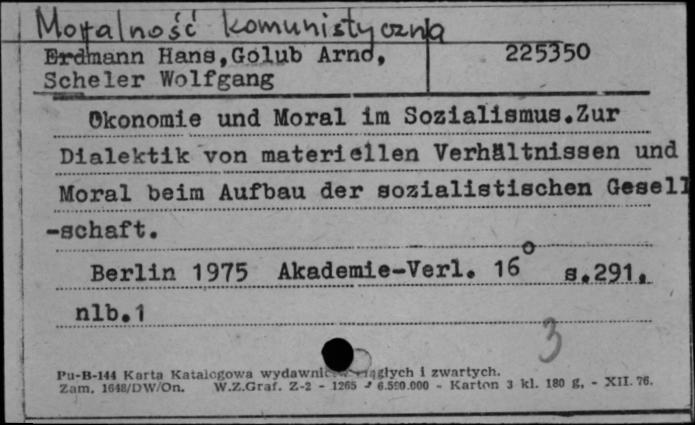 Moralność komunistyczna
Erdmann Hans,Golub Arno, 225350
Scheler Wolfgang
Okonomie und Moral im Sozialismus.Zur
Dialektik von materiellen Verhältnissen und
Moral beim Aufbau der sozialistischen Gesell
-schaft.
Berlin 1975 Akademie-Verl. 16° s.291.
nlb.1
3
Pu-B-144 Karta Katalogowa wydawnictw ciągłych i zwartych.
Zam. 1648/DW/On. W.Z.Graf. Z-2 - 1265 - 6.590.000 - Karton 3 kl. 180 g, - XII. 76.